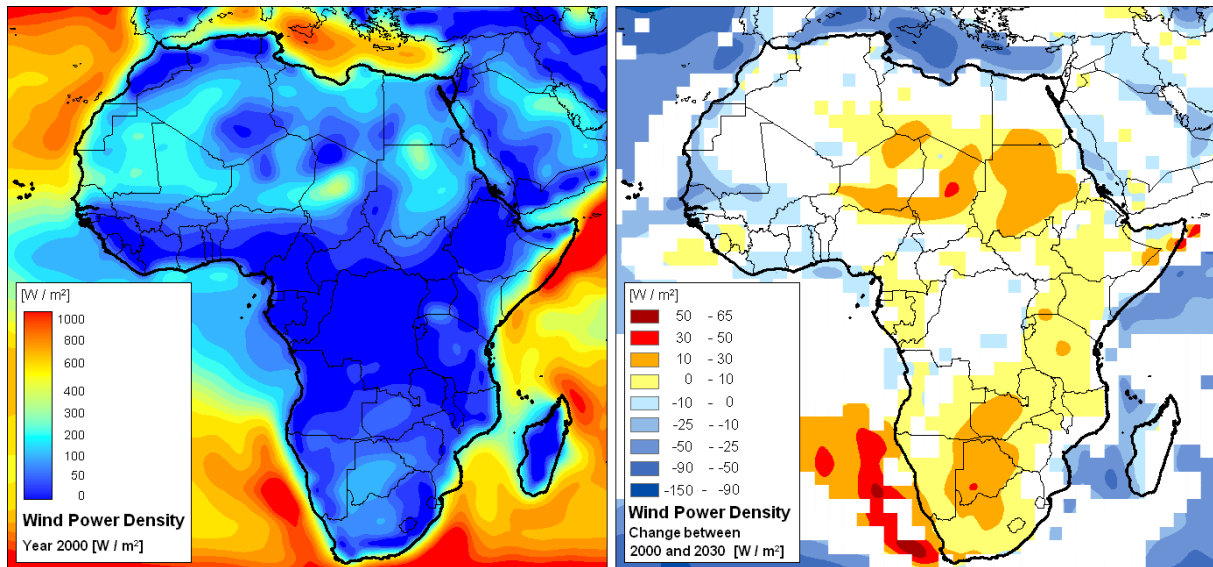 [W / m²]
1000
800
600
400
300
200
100
50
0
Wind Power Density
Year 2000 [W / m²]
[W / m²]
50 - 65
30 - 50
10 - 30
0 - 10
-10 - 0
-25 - -10
-50 - -25
-90 - -50
-150 - -90
Wind Power Density
Change between
2000 and 2030 [W / m²]